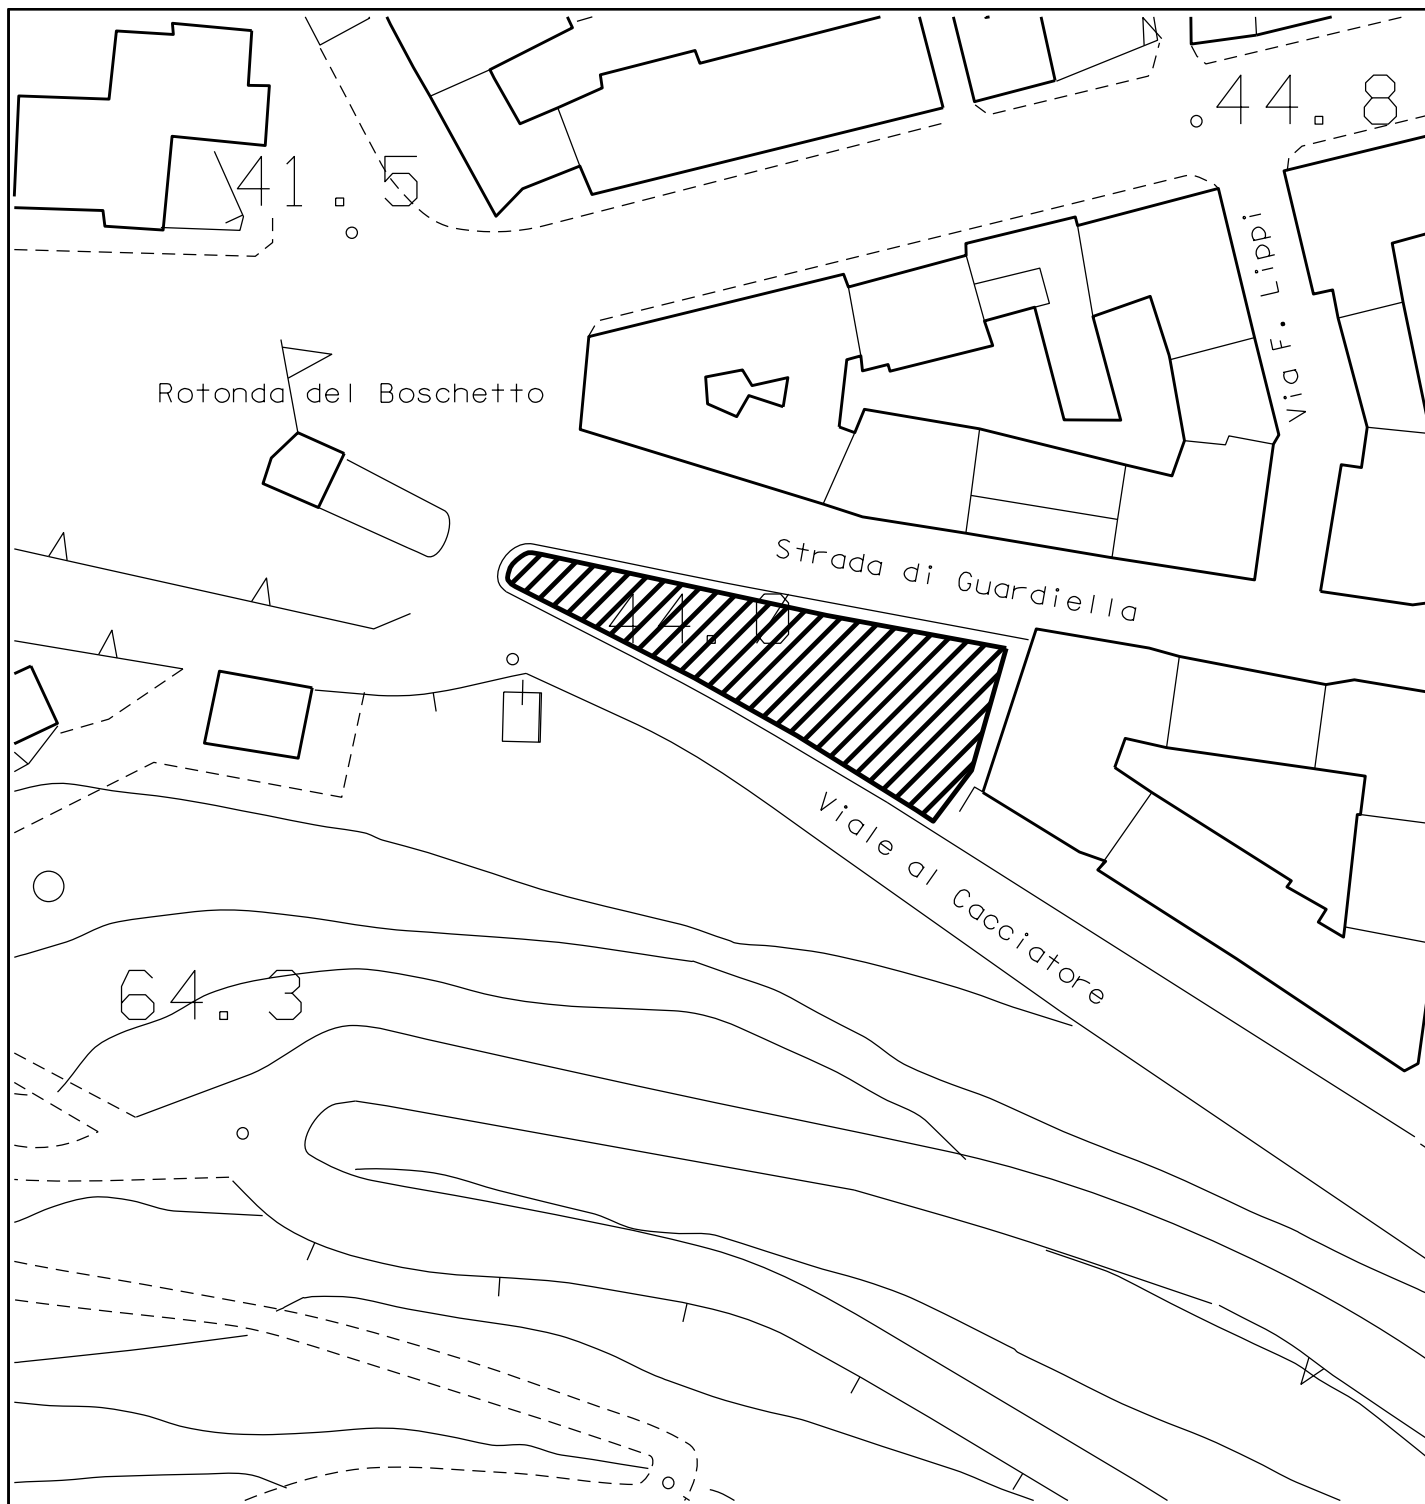 44.8
41.5
Via F. Lippi
Rotonda del Boschetto
Strada di Guardiella
44.0
Viale al Cacciatore
64.3